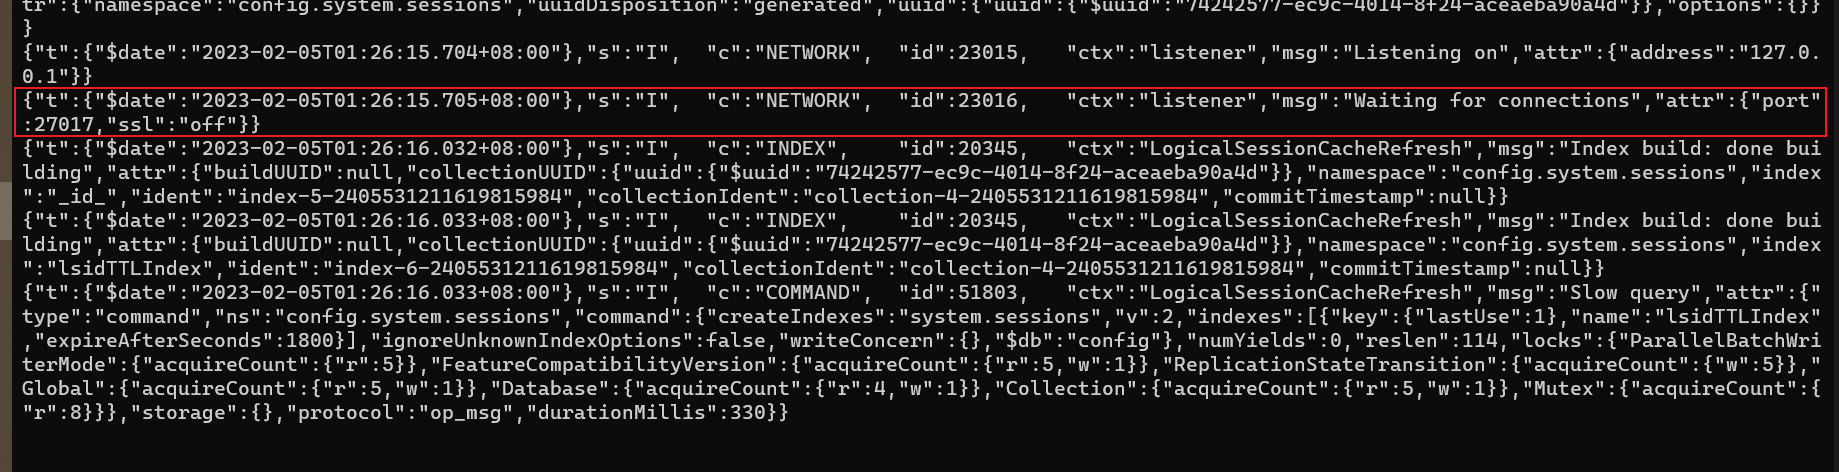 tr":{"namespace":"config.system.sessions","uuidDisposition":"generated","uuid":{"uuid":{"$uuid":"74242577-ec9c-4014-8f24-aceaeba90a4d"}},"options":{}}
}
{"t":{"$date":"2023-02-05T01:26:15.704+08:00"},"s":"I",  "c":"NETWORK",  "id":23015,   "ctx":"listener","msg":"Listening on","attr":{"address":"127.0.
0.1"}}
{"t":{"$date":"2023-02-05T01:26:15.705+08:00"},"s":"I",  "c":"NETWORK",  "id":23016,   "ctx":"listener","msg":"Waiting for connections","attr":{"port"
:27017,"ssl":"off"}}
{"t":{"$date":"2023-02-05T01:26:16.032+08:00"},"s":"I",  "c":"INDEX",    "id":20345,   "ctx":"LogicalSessionCacheRefresh","msg":"Index build: done bui
lding","attr":{"buildUUID":null,"collectionUUID":{"uuid":{"$uuid":"74242577-ec9c-4014-8f24-aceaeba90a4d"}},"namespace":"config.system.sessions","index
":"_id_","ident":"index-5-2405531211619815984","collectionIdent":"collection-4-2405531211619815984","commitTimestamp":null}}
{"t":{"$date":"2023-02-05T01:26:16.033+08:00"},"s":"I",  "c":"INDEX",    "id":20345,   "ctx":"LogicalSessionCacheRefresh","msg":"Index build: done bui
lding","attr":{"buildUUID":null,"collectionUUID":{"uuid":{"$uuid":"74242577-ec9c-4014-8f24-aceaeba90a4d"}},"namespace":"config.system.sessions","index
":"lsidTTLIndex","ident":"index-6-2405531211619815984","collectionIdent":"collection-4-2405531211619815984","commitTimestamp":null}}
{"t":{"$date":"2023-02-05T01:26:16.033+08:00"},"s":"I",  "c":"COMMAND",  "id":51803,   "ctx":"LogicalSessionCacheRefresh","msg":"Slow query","attr":{"
type":"command","ns":"config.system.sessions","command":{"createIndexes":"system.sessions","v":2,"indexes":[{"key":{"lastUse":1},"name":"lsidTTLIndex"
,"expireAfterSeconds":1800}],"ignoreUnknownIndexOptions":false,"writeConcern":{},"$db":"config"},"numYields":0,"reslen":114,"locks":{"ParallelBatchWri
terMode":{"acquireCount":{"r":5}},"FeatureCompatibilityVersion":{"acquireCount":{"r":5,"w":1}},"ReplicationStateTransition":{"acquireCount":{"w":5}},"
Global":{"acquireCount":{"r":5,"w":1}},"Database":{"acquireCount":{"r":4,"w":1}},"Collection":{"acquireCount":{"r":5,"w":1}},"Mutex":{"acquireCount":{
"r":8}}},"storage":{},"protocol":"op_msg","durationMillis":330}}